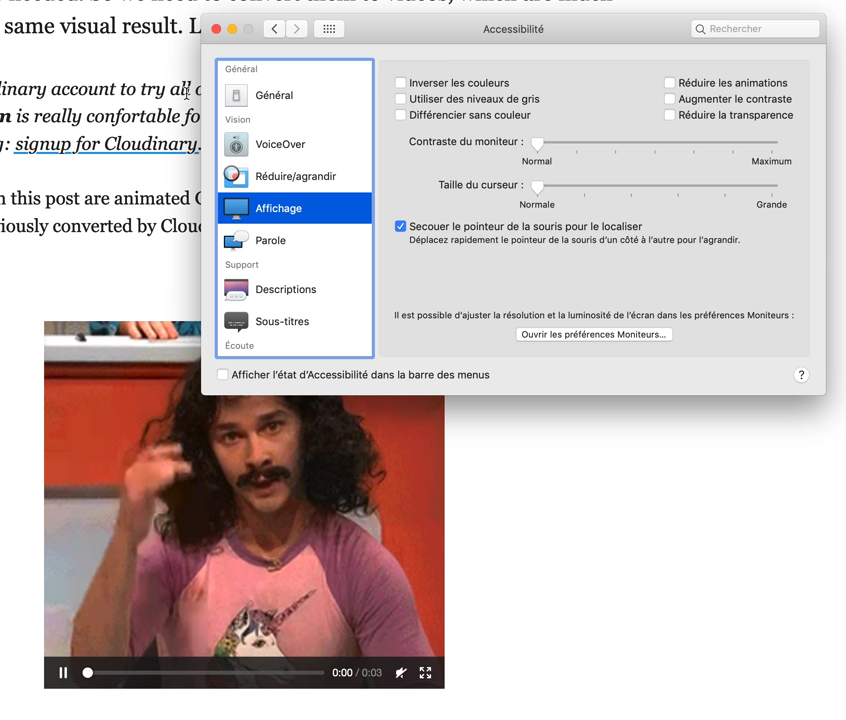 same visual result. L
Accessibilité
Rechercher
linary account to try all
n is really confortable fo
g: signup for Cloudinary.
n this post are animated
iously converted by Clou
Général
Général
Vision
VoiceOver
Réduire/agrandir
Affichage
Parole
Support
Descriptions
Sous-titres
Écoute
Inverser les couleurs
Réduire les animations
Utiliser des niveaux de gris
Augmenter le contraste
Différencier sans couleur
Réduire la transparence
Contraste du moniteur :
Normal
Maximum
Taille du curseur :
Normale
Grande
Secouer le pointeur de la souris pour le localiser
Déplacez rapidement le pointeur de la souris d'un côté à l'autre pour l'agrandir.
Il est possible d'ajuster la résolution et la luminosité de l'écran dans les préférences Moniteurs :
Ouvrir les préférences Moniteurs...
Afficher l'état d'Accessibilité dans la barre des menus
?
0:00 / 0:03